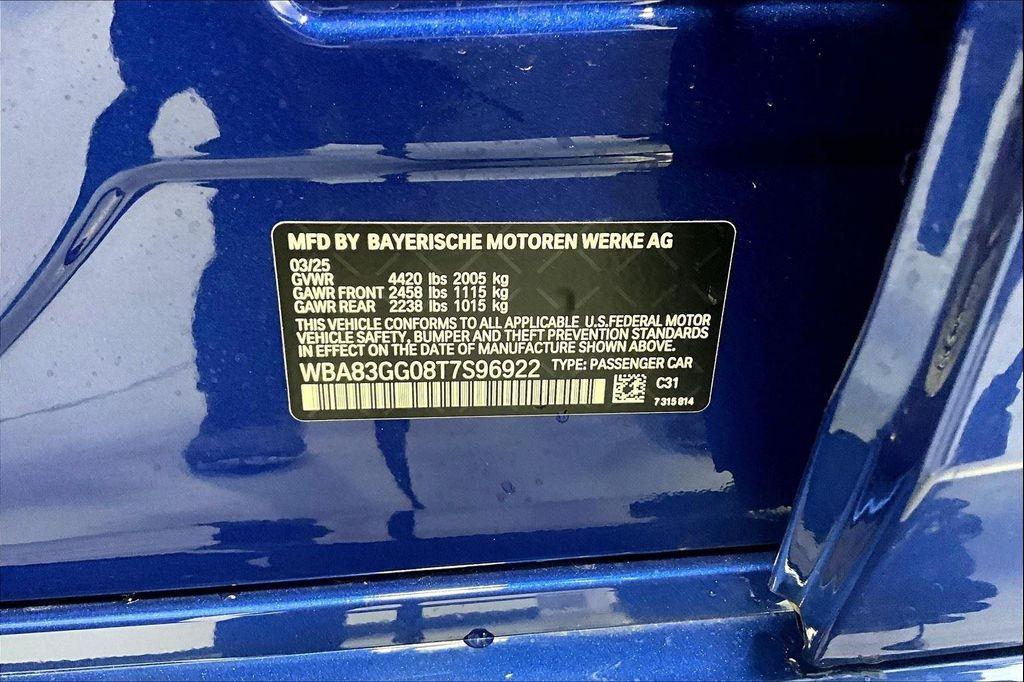 MFD BY BAYERISCHE MOTOREN WERKE AG
03/25
GVWR 4420 lbs 2005 kg
GAWR FRONT 2458 lbs 1115 kg
GAWR REAR 2238 lbs 1015 kg
THIS VEHICLE CONFORMS TO ALL APPLICABLE U.S.FEDERAL MOTOR
VEHICLE SAFETY, BUMPER AND THEFT PREVENTION STANDARDS
IN EFFECT ON THE DATE OF MANUFACTURE SHOWN ABOVE.
WBA83GG08T7S96922 TYPE: PASSENGER CAR
C31
7 315 814